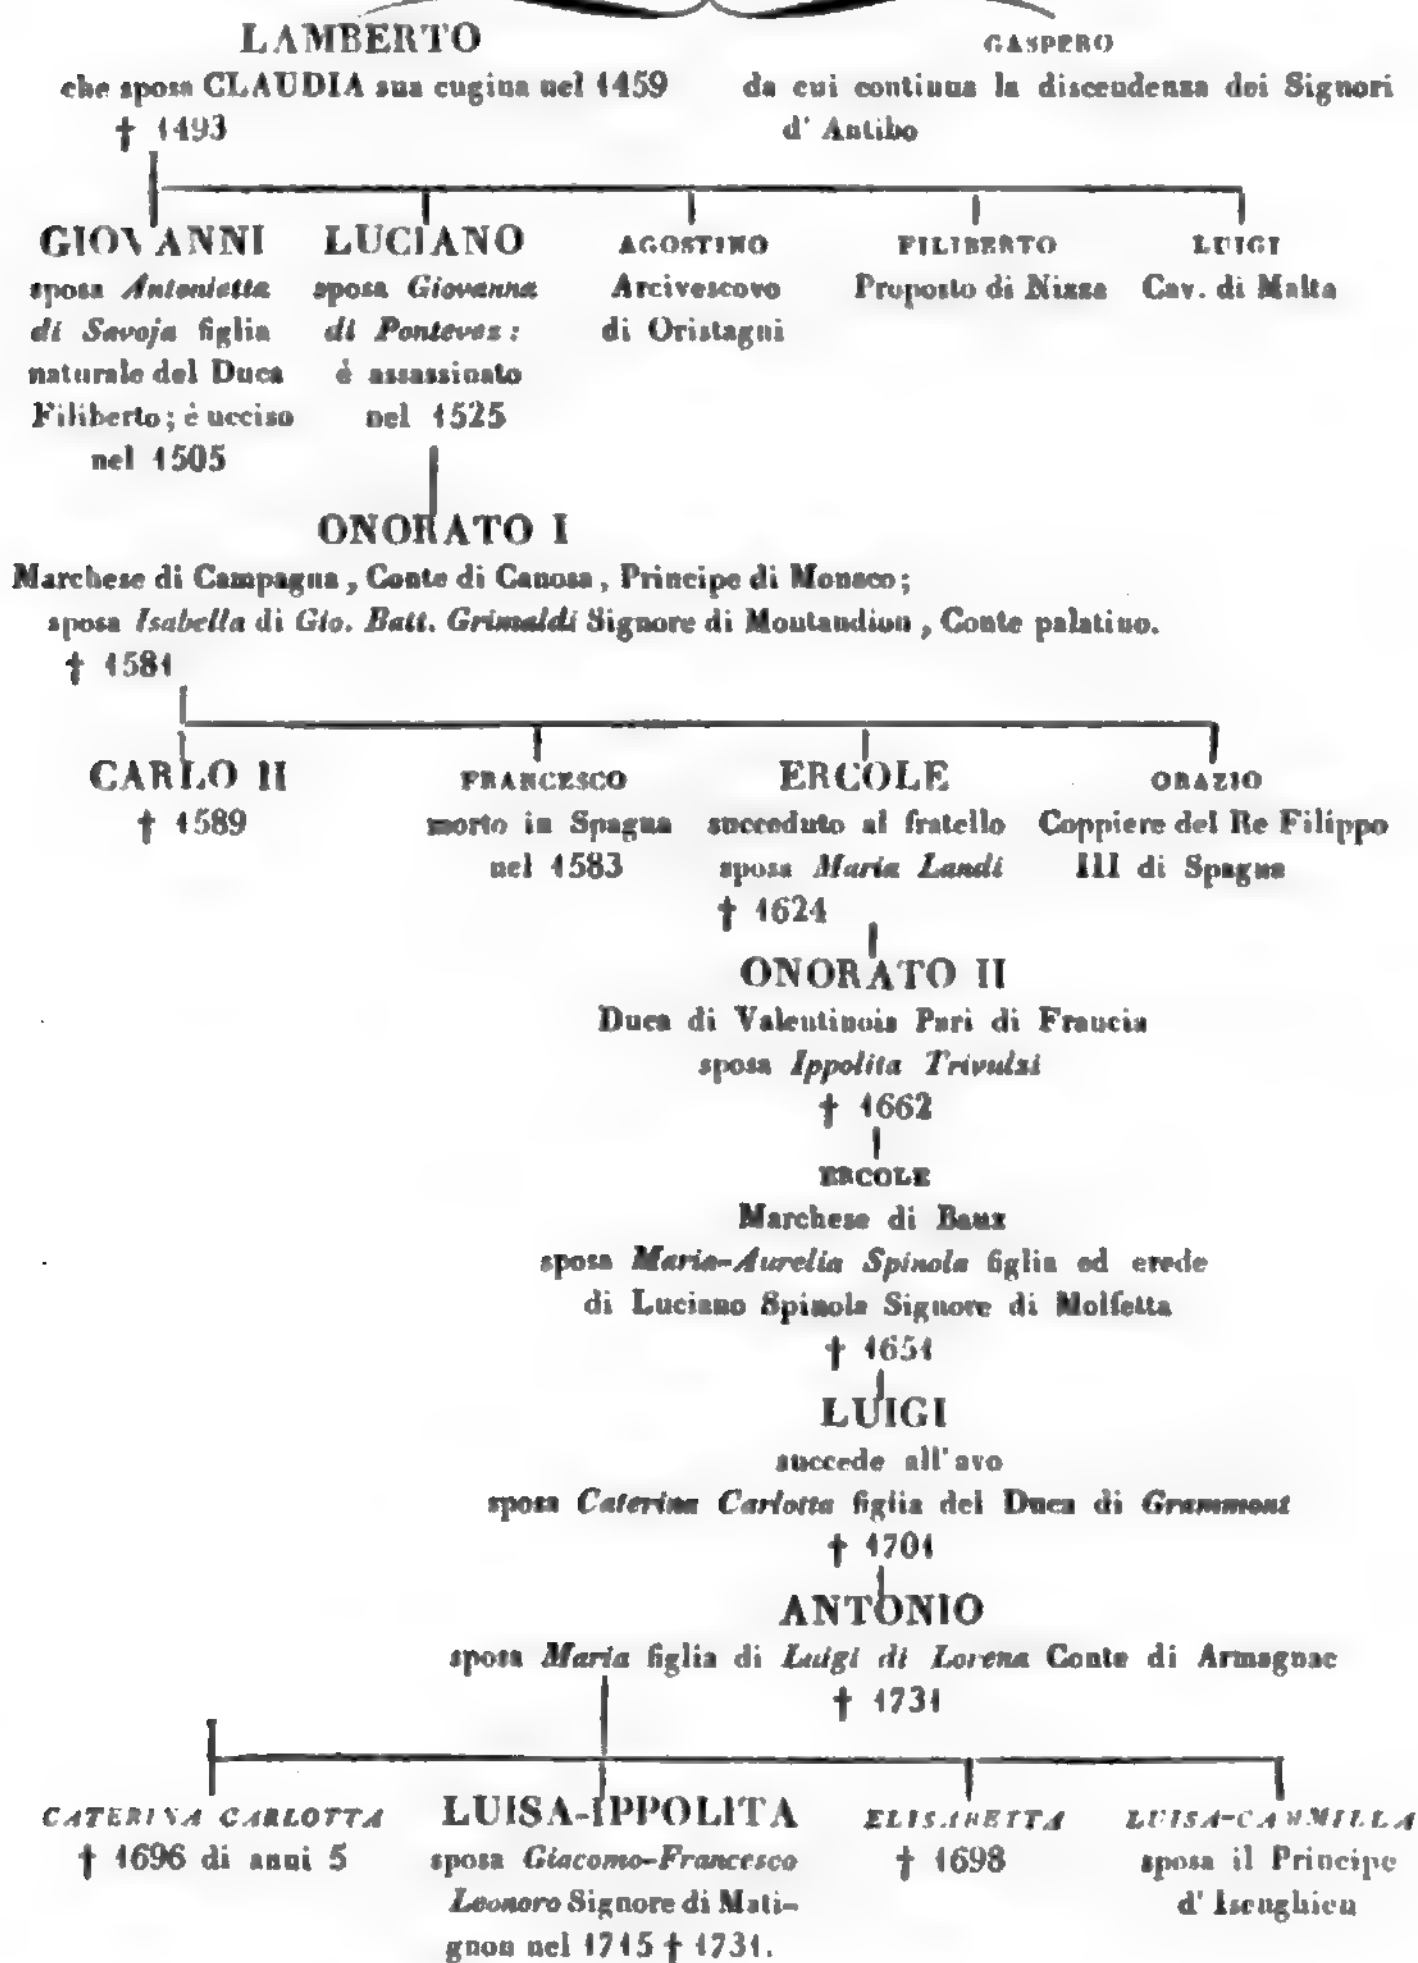 LAMBERTO
che sposa CLAUDIA sua cugina nel 1459
† 1493
GASPERO
da cui continua la discendenza dei Signori
d' Antibo
GIOVANNI
sposa Antonietta
di Savoja figlia
naturale del Duca
Filiberto; è ucciso
nel 1505
LUCIANO
sposa Giovanna
di Ponteves:
è assassinato
nel 1525
AGOSTINO
Arcivescovo
di Oristagni
FILIBERTO
Proposto di Nizza
LUIGI
Cav. di Malta
ONORATO I
Marchese di Campagna, Conte di Canosa, Principe di Monaco;
sposa Isabella di Gio. Batt. Grimaldi Signore di Montaudion, Conte palatino.
† 1581
CARLO II
† 1589
FRANCESCO
morto in Spagna
nel 1583
ERCOLE
succeduto al fratello
sposa Maria Landi
† 1624
ORAZIO
Coppiere del Re Filippo
III di Spagna
ONORATO II
Duca di Valentinois Pari di Francia
sposa Ippolita Trivulzi
† 1662
ERCOLE
Marchese di Baux
sposa Maria-Aurelia Spinola figlia ed erede
di Luciano Spinola Signore di Molfetta
† 1651
LUIGI
succede all'avo
sposa Caterina Carlotta figlia del Duca di Grammont
† 1701
ANTONIO
sposa Maria figlia di Luigi di Lorena Conte di Armagnac
† 1731
CATERINA CARLOTTA
† 1696 di anni 5
LUISA-IPPOLITA
sposa Giacomo-Francesco
Leonoro Signore di Mati-
gnon nel 1715 † 1731.
ELISABETTA
† 1698
LUISA-CAMMILLA
sposa il Principe
d' Isenghien